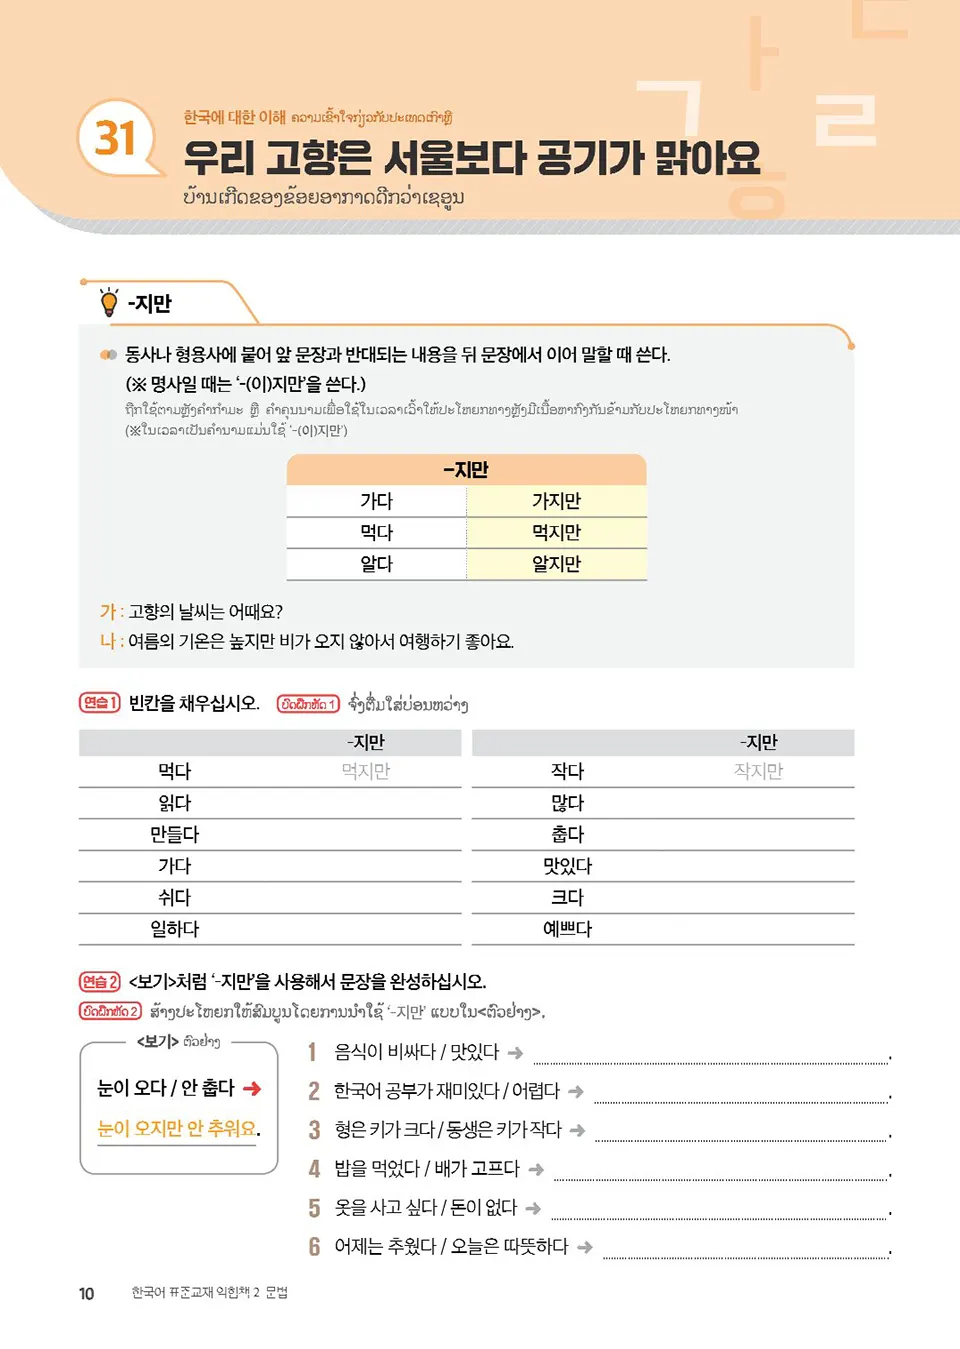 31
한국에 대한 이해 ຄວາມເຂົ້າໃຈກ່ຽວກັບປະເທດເກົາຫຼີ
우리 고향은 서울보다 공기가 맑아요
ບ້ານເກີດຂອງຂ້ອຍອາກາດດີກວ່າເຊອູນ
ㅏ ㄴ ㄱ ㄹ ㅎ
-지만
동사나 형용사에 붙어 앞 문장과 반대되는 내용을 뒤 문장에서 이어 말할 때 쓴다.
(※ 명사일 때는 ‘-(이)지만’을 쓴다.)
ຖືກໃຊ້ຕາມຫຼັງຄຳກຳມະ ຫຼື ຄຳຄຸນນາມເພື່ອໃຊ້ໃນເວລາເວົ້າໃຫ້ປະໂຫຍກທາງຫຼັງມີເນື້ອຫາກົງກັນຂ້າມກັບປະໂຫຍກທາງໜ້າ
(※ໃນເວລາເປັນຄຳນາມແມ່ນໃຊ້ ‘-(이)지만’)
-지만
가다 가지만
먹다 먹지만
알다 알지만
가 : 고향의 날씨는 어때요?
나 : 여름의 기온은 높지만 비가 오지 않아서 여행하기 좋아요.
연습 1 빈칸을 채우십시오. ບົດຝຶກຫັດ 1 ຈົ່ງຕື່ມໃສ່ບ່ອນຫວ່າງ
-지만 -지만
먹다 먹지만 작다 작지만
읽다 많다
만들다 춥다
가다 맛있다
쉬다 크다
일하다 예쁘다
연습 2 <보기>처럼 ‘-지만’을 사용해서 문장을 완성하십시오.
ບົດຝຶກຫັດ 2 ສ້າງປະໂຫຍກໃຫ້ສົມບູນໂດຍການນຳໃຊ້ ‘-지만’ ແບບໃນ<ຕົວຢ່າງ>.
<보기> ຕົວຢ່າງ
눈이 오다 / 안 춥다 ➔
눈이 오지만 안 추워요.
1 음식이 비싸다 / 맛있다 ➔ .
2 한국어 공부가 재미있다 / 어렵다 ➔ .
3 형은 키가 크다 / 동생은 키가 작다 ➔ .
4 밥을 먹었다 / 배가 고프다 ➔ .
5 옷을 사고 싶다 / 돈이 없다 ➔ .
6 어제는 추웠다 / 오늘은 따뜻하다 ➔ .
10 한국어 표준교재 익힘책 2 문법